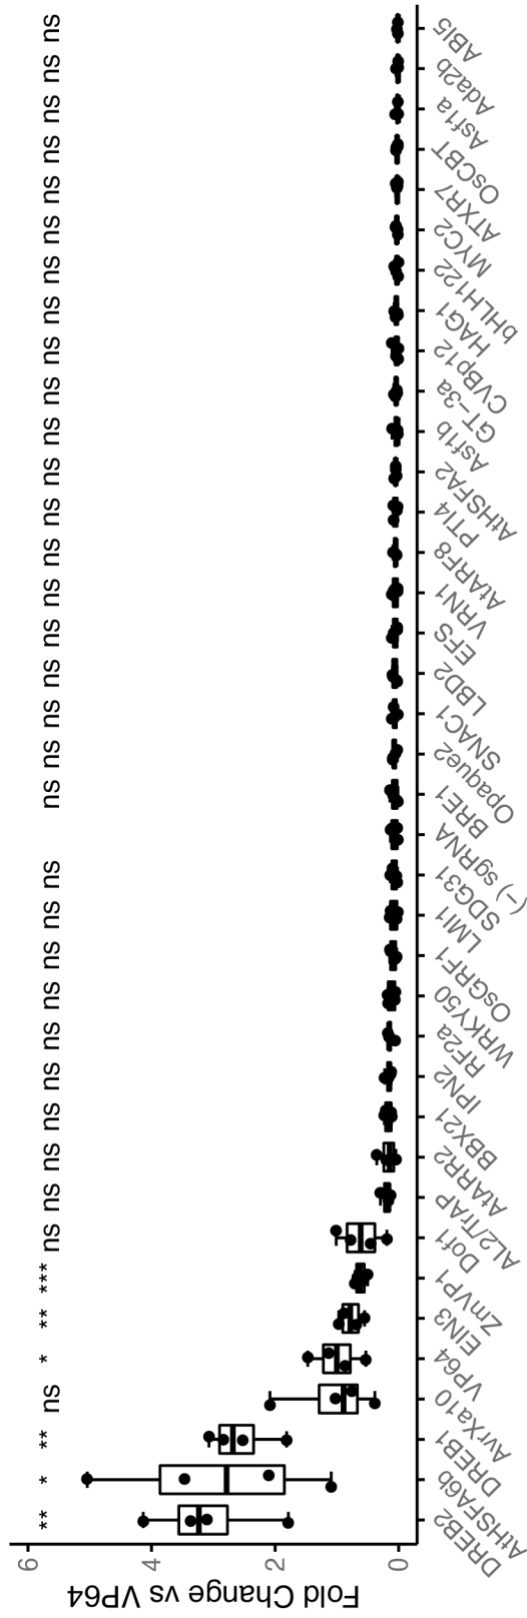 ** * ** ns * ** *** ns ns ns ns ns ns ns ns ns ns ns ns ns ns ns ns ns ns ns ns ns ns ns ns ns ns ns ns ns ns
Fold Change vs VP64
6
4
2
0
DREB2
AtHSFA6b
DREB1
AvrXa10
VP64
EIN3
ZmVP1
Dof1
AL2/TrAP
AtARR2
BBX21
IPN2
RF2a
WRKY50
OsGRF1
LMI1
SDG31
(−) sgRNA
BRE1
Opaque2
SNAC1
LBD2
EFS
VRN1
AtARF8
PTI4
AtHSFA2
Asf1b
GT−3a
CVBp12
HAG1
bHLH122
MYC2
ATXR7
OsCBT
Asf1a
Ada2b
ABI5